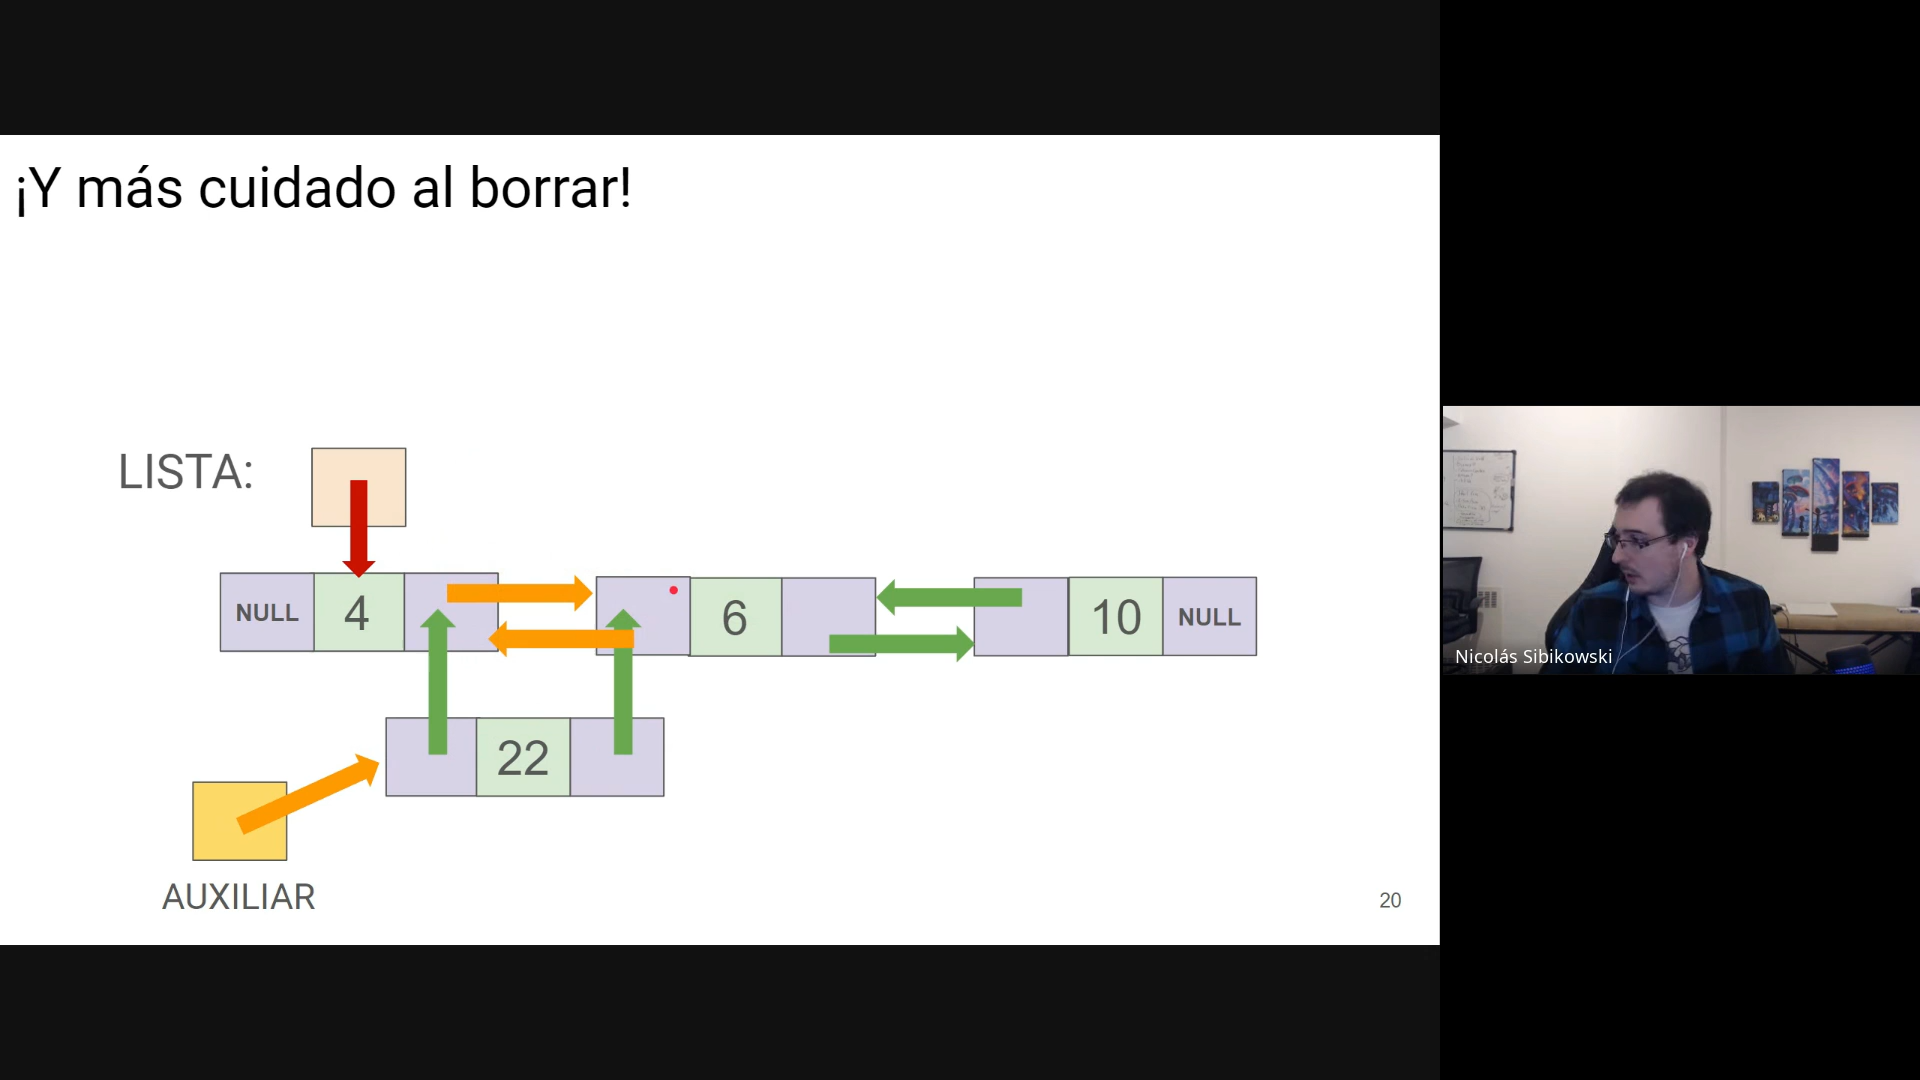 ¡Y más cuidado al borrar!
LISTA:
NULL 4 6 10 NULL
22
AUXILIAR
20
Nicolás Sibikowski